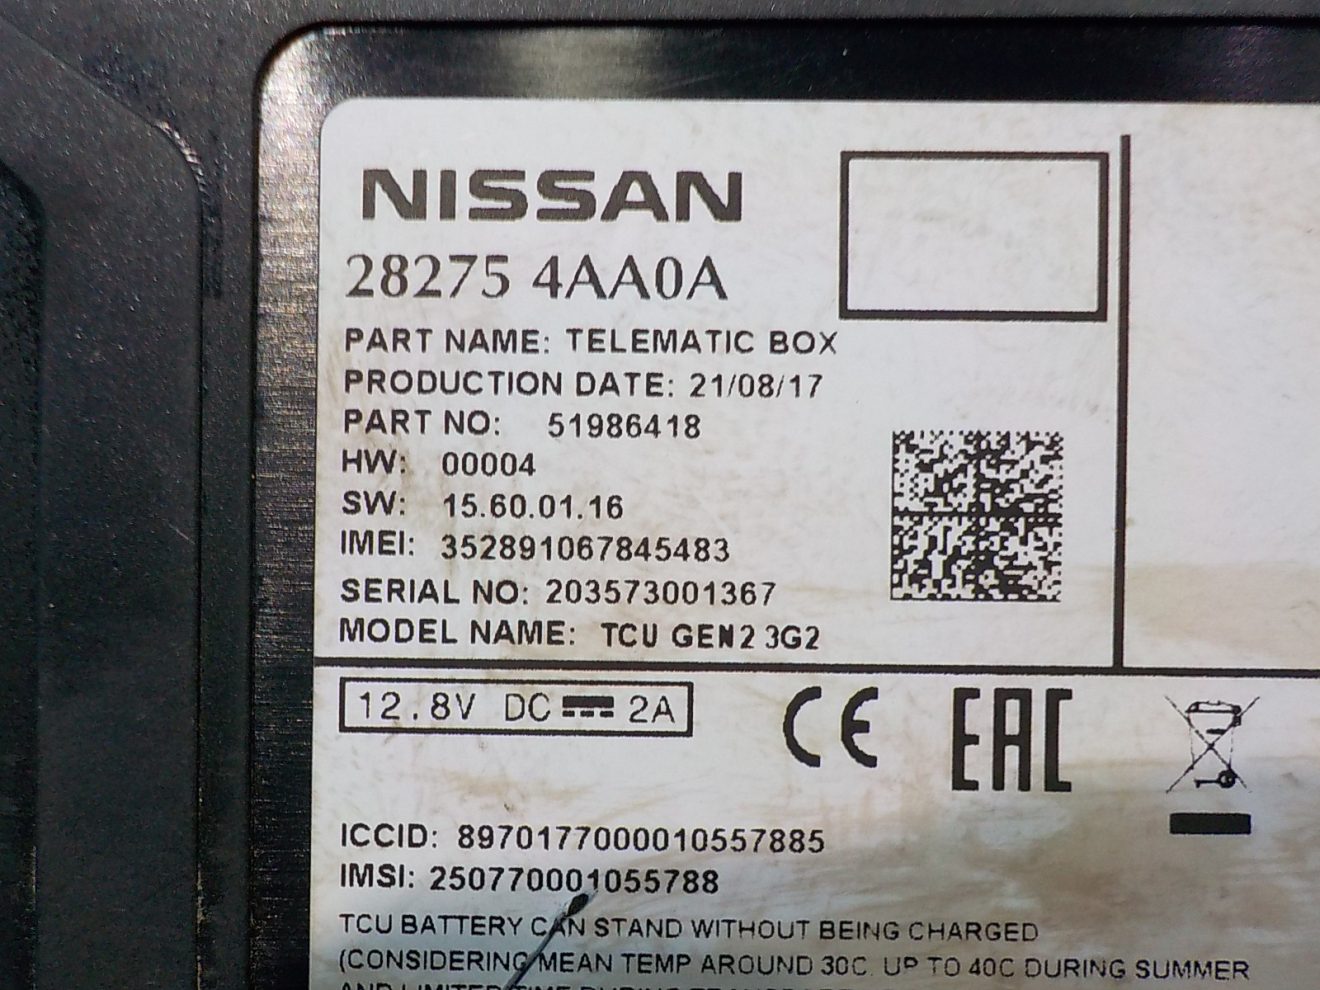 NISSAN
28275 4AA0A
PART NAME: TELEMATIC BOX
PRODUCTION DATE: 21/08/17
PART NO: 51986418
HW: 00004
SW: 15.60.01.16
IMEI: 352891067845483
SERIAL NO: 203573001367
MODEL NAME: TCU GEN2 3G2
12.8V DC 2A
CE EAC
ICCID: 8970177000010557885
IMSI: 250770001055788
TCU BATTERY CAN STAND WITHOUT BEING CHARGED
(CONSIDERING MEAN TEMP AROUND 30C. UP TO 40C DURING SUMMER